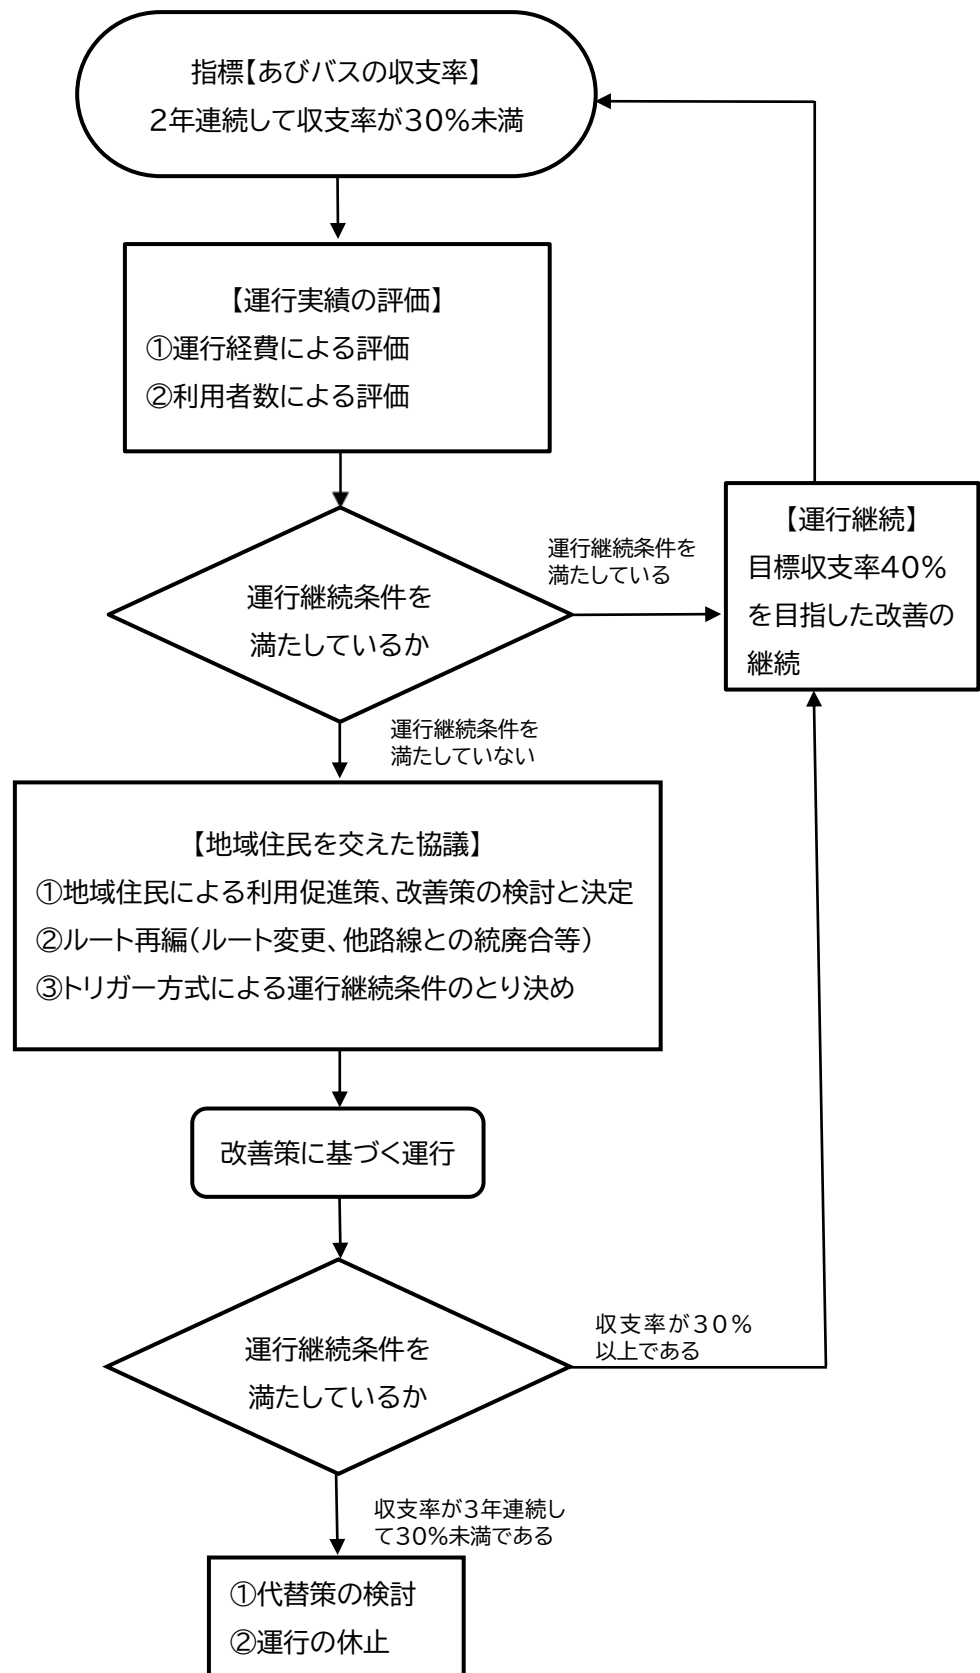 指標【あびバスの収支率】
2年連続して収支率が30%未満
【運行実績の評価】
①運行経費による評価
②利用者数による評価
運行継続条件を
満たしているか
運行継続条件を
満たしている
【運行継続】
目標収支率40%
を目指した改善の
継続
運行継続条件を
満たしていない
【地域住民を交えた協議】
①地域住民による利用促進策、改善策の検討と決定
②ルート再編(ルート変更、他路線との統廃合等)
③トリガー方式による運行継続条件のとり決め
改善策に基づく運行
運行継続条件を
満たしているか
収支率が30%
以上である
収支率が3年連続し
て30%未満である
①代替策の検討
②運行の休止